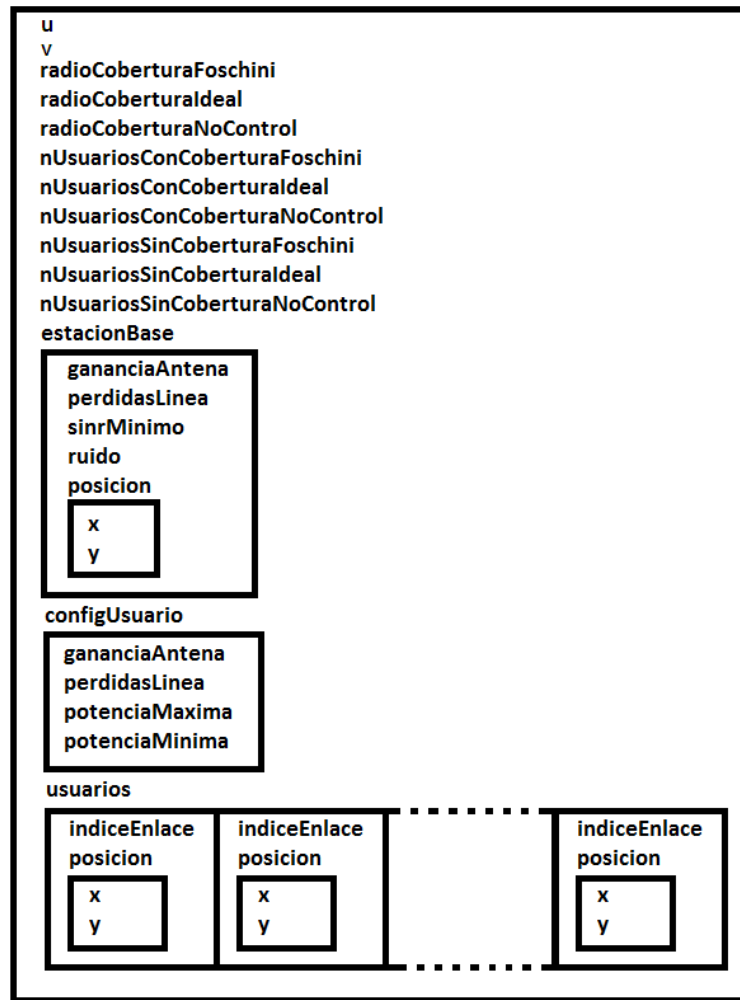 u
v
radioCoberturaFoschini
radioCoberturaIdeal
radioCoberturaNoControl
nUsuariosConCoberturaFoschini
nUsuariosConCoberturaIdeal
nUsuariosConCoberturaNoControl
nUsuariosSinCoberturaFoschini
nUsuariosSinCoberturaIdeal
nUsuariosSinCoberturaNoControl
estacionBase
gananciaAntena
perdidasLinea
sinrMinimo
ruido
posicion
x
y
configUsuario
gananciaAntena
perdidasLinea
potenciaMaxima
potenciaMinima
usuarios
indiceEnlace indiceEnlace indiceEnlace
posicion posicion posicion
x x x
y y y